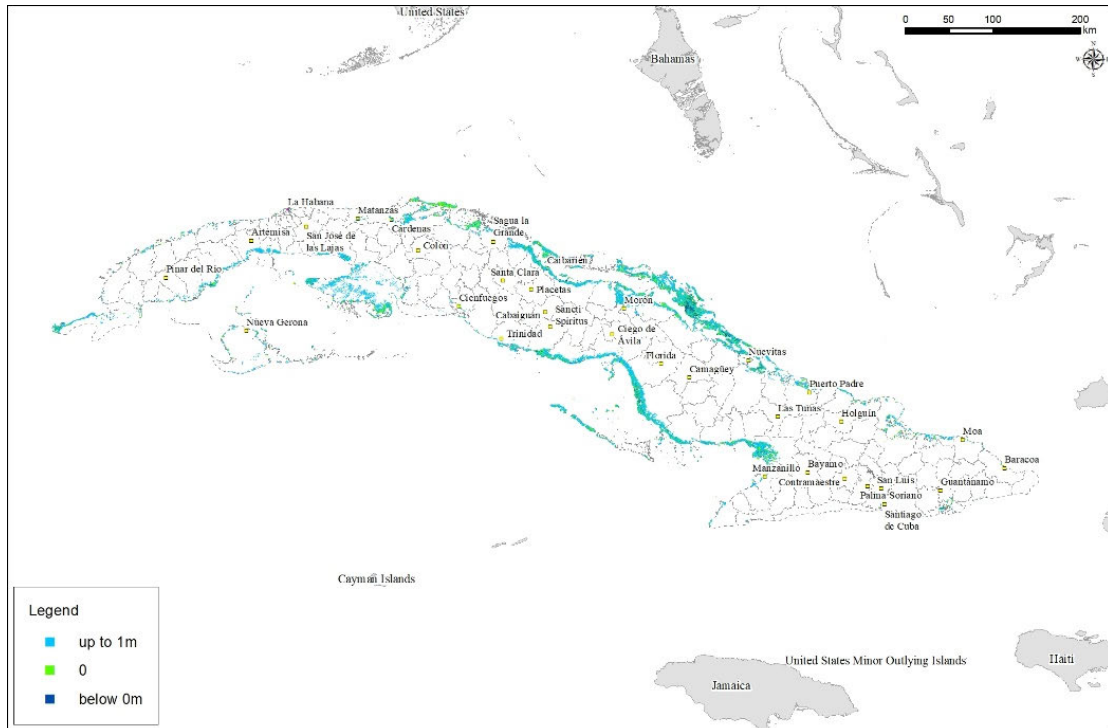 United States
0 50 100 200
km
N
W E
S
Bahamas
La Habana
Matanzas
Sagua la
Grande
Artemisa
San José de
las Lajas
Cárdenas
Colón
Caibarién
Pinar del Río
Santa Clara
Placetas
Cienfuegos
Morón
Cabaiguán
Sancti
Spíritus
Nueva Gerona
Trinidad
Ciego de
Ávila
Florida
Nuevitas
Camagüey
Puerto Padre
Las Tunas
Holguín
Moa
Manzanillo
Bayamo
Baracoa
Contramaestre
San Luis
Guantánamo
Palma Soriano
Santiago
de Cuba
Cayman Islands
Legend
up to 1m
0
below 0m
United States Minor Outlying Islands
Haiti
Jamaica